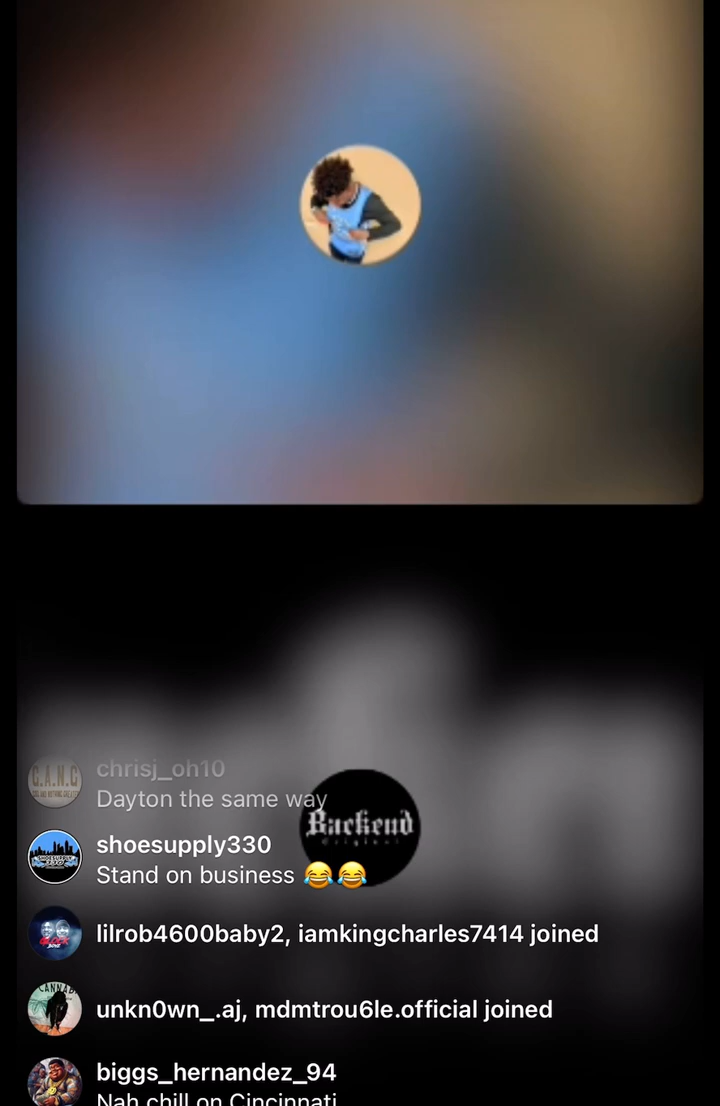 chrisj_oh10
Dayton the same way
Backend
Original
shoesupply330
Stand on business 😂😂
lilrob4600baby2, iamkingcharles7414 joined
unkn0wn_.aj, mdmtrou6le.official joined
biggs_hernandez_94
Nah chill on Cincinnati